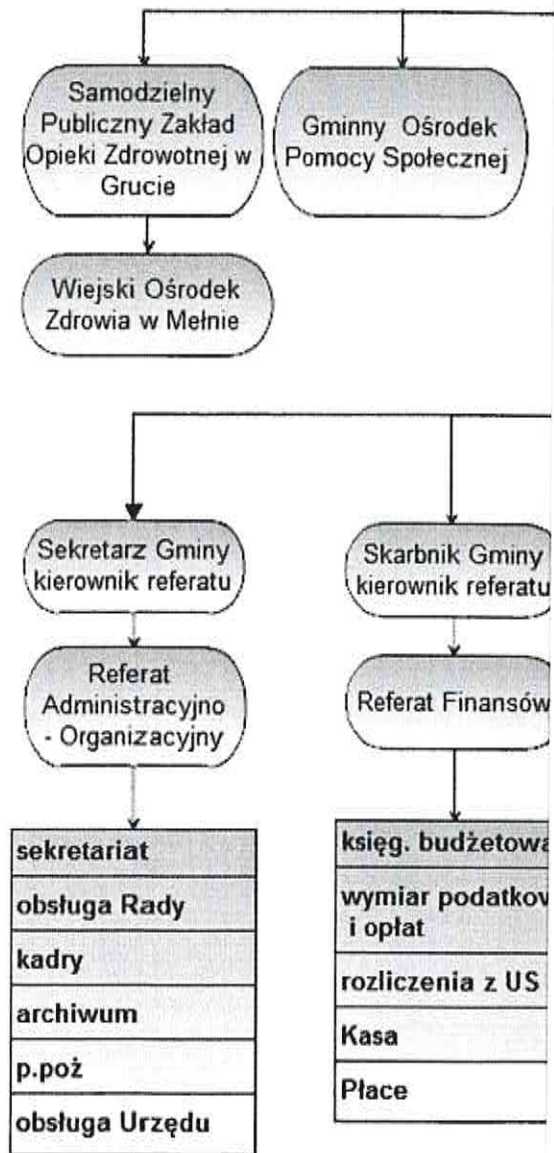 Samodzielny
Publiczny Zakład
Opieki Zdrowotnej w
Grucie
Gminny Ośrodek
Pomocy Społecznej
Wiejski Ośrodek
Zdrowia w Mełnie
Sekretarz Gminy
kierownik referatu
Skarbnik Gminy
kierownik referatu
Referat
Administracyjno
- Organizacyjny
Referat Finansów
sekretariat
obsługa Rady
kadry
archiwum
p.poż
obsługa Urzędu
księg. budżetowa
wymiar podatków
i opłat
rozliczenia z US
Kasa
Płace